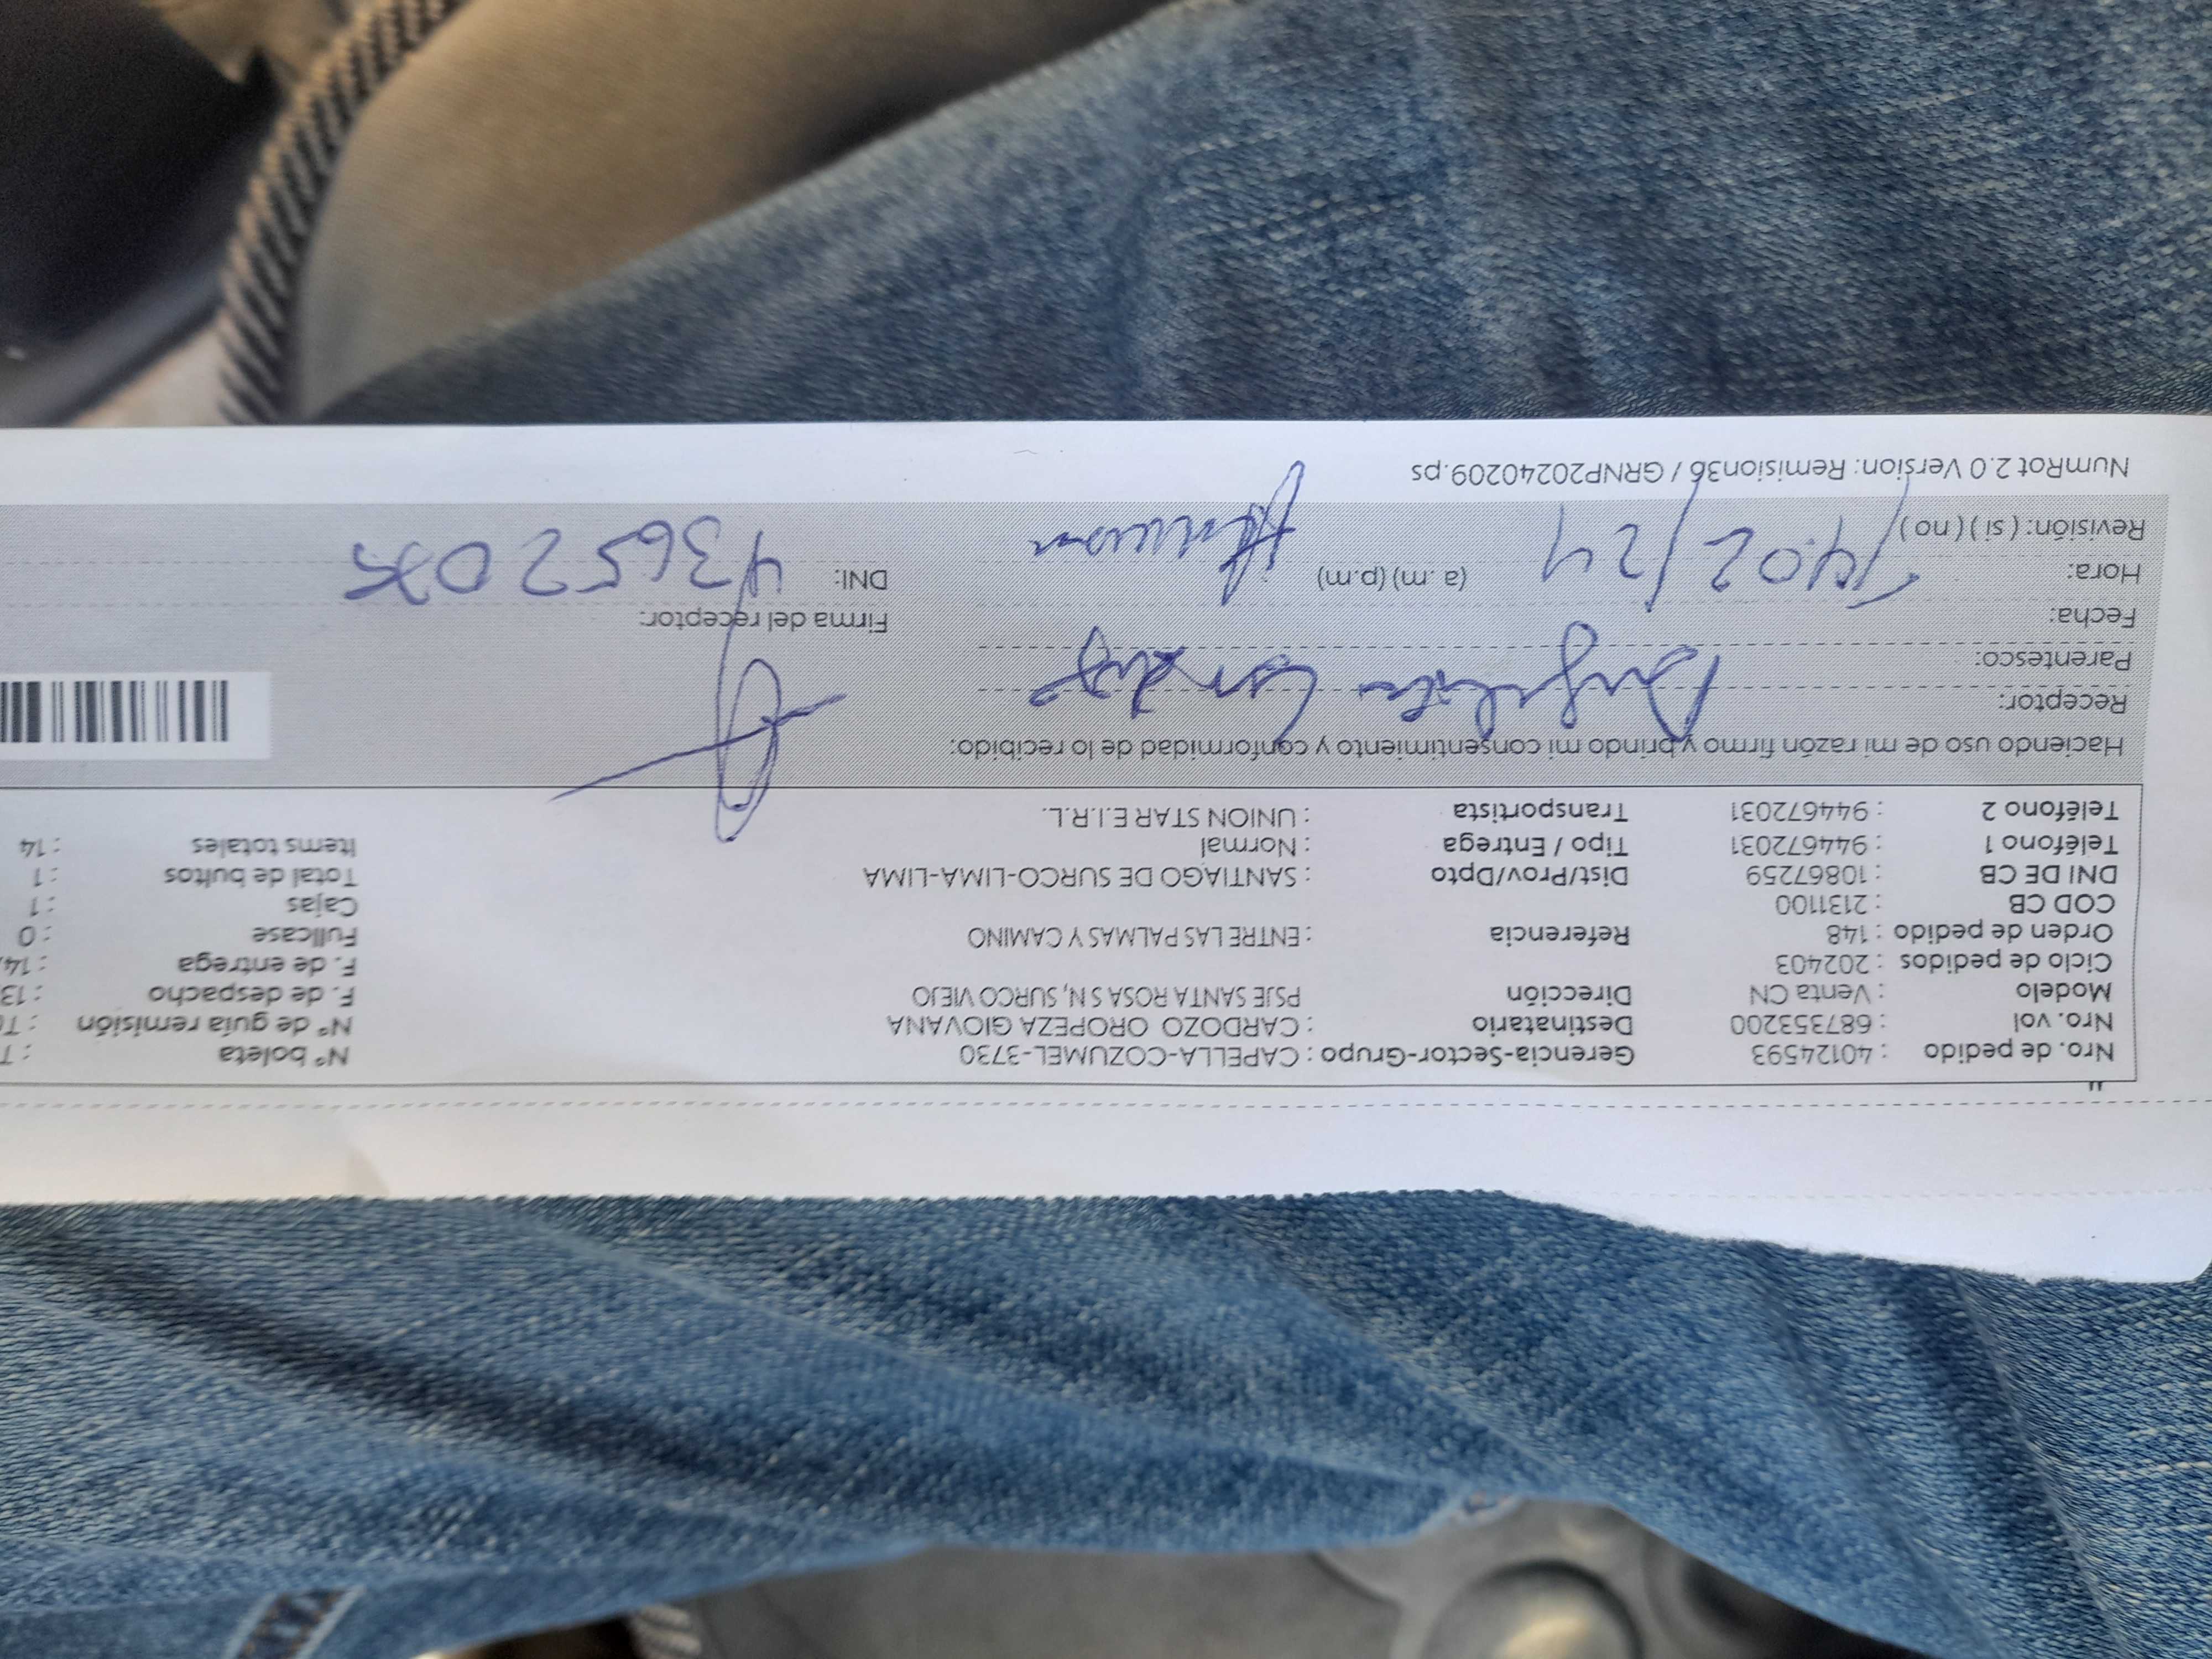 Nro. de pedido : 40124593 Gerencia-Sector-Grupo : CAPELLA-COZUMEL-3730 Nº boleta : T
Nro. vol : 687353200 Destinatario : CARDOZO OROPEZA GIOVANA Nº de guía remisión
Modelo : Venta CN Dirección PSJE SANTA ROSA S N, SURCO VIEJO F. de despacho : 13
Ciclo de pedidos : 202403 F. de entrega : 14
Orden de pedido : 148 Referencia : ENTRE LAS PALMAS Y CAMINO Fullcase : 0
COD CB : 2131100 Cajas : 1
DNI DE CB : 10867259 Dist/Prov/Dpto : SANTIAGO DE SURCO-LIMA-LIMA Total de bultos : 1
Teléfono 1 : 944672031 Tipo / Entrega : Normal Items totales : 14
Teléfono 2 : 944672031 Transportista : UNION STAR E.I.R.L.
Haciendo uso de mi razón firmo y brindo mi consentimiento y conformidad de lo recibido:
Receptor:
Parentesco:
Fecha: Firma del receptor:
Hora: 14/02/24 (a. m) (p.m) DNI:
Revisión: ( si ) ( no )
NumRot 2.0 Version: Remision36 / GRNP20240209.ps